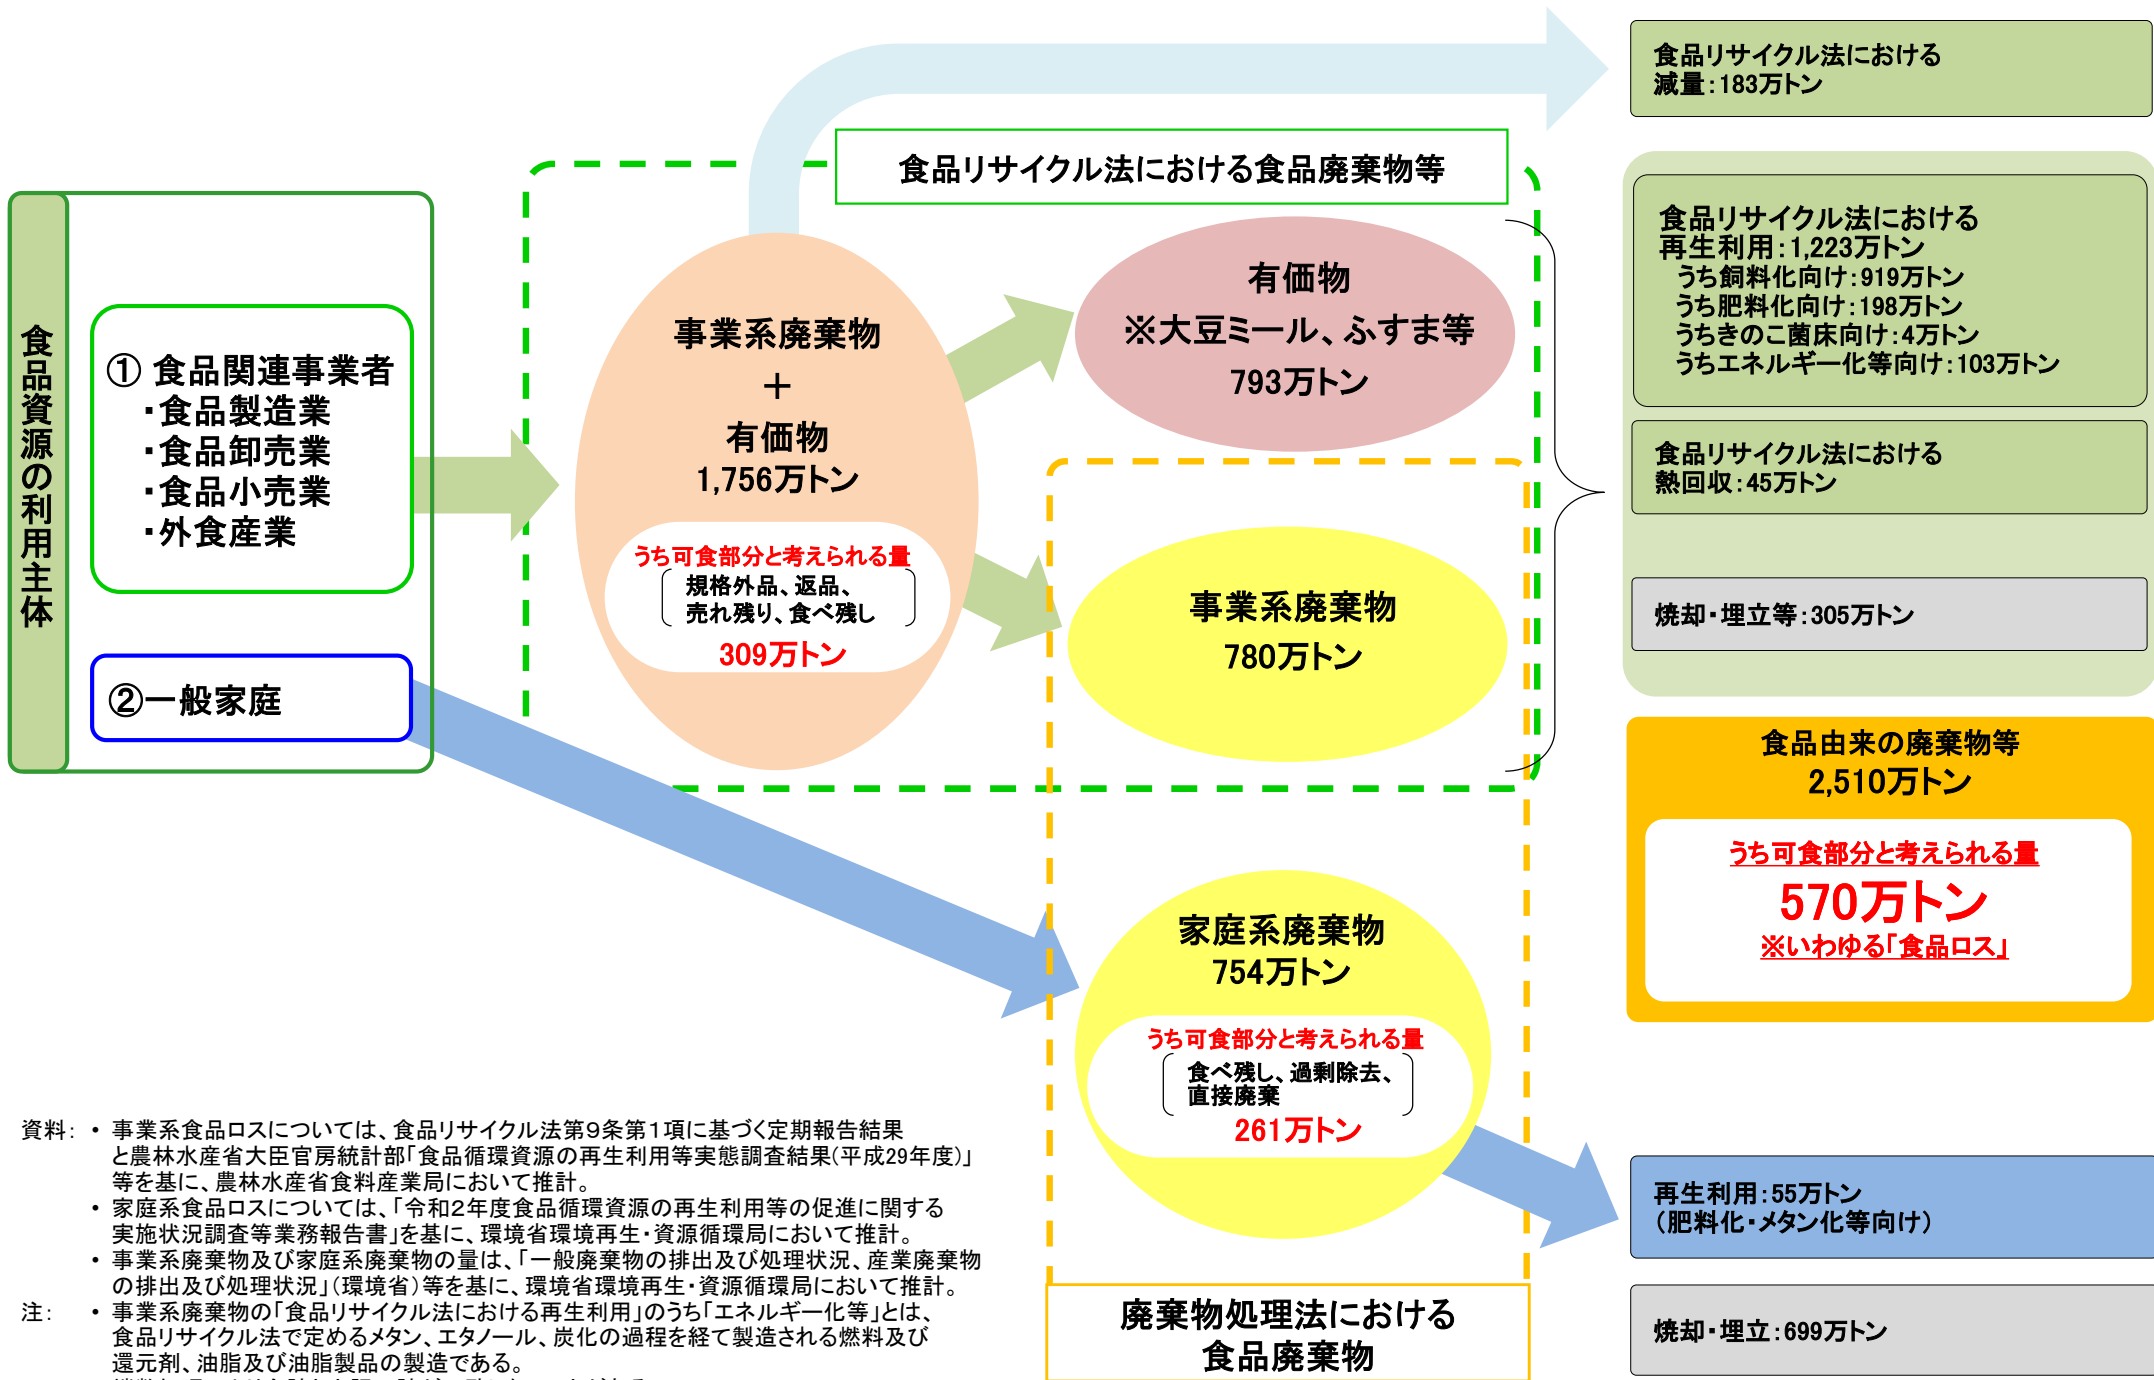 食品リサイクル法における
減量:183万トン
食品リサイクル法における食品廃棄物等
食品資源の利用主体
① 食品関連事業者
・食品製造業
・食品卸売業
・食品小売業
・外食産業
②一般家庭
事業系廃棄物
+
有価物
1,756万トン
うち可食部分と考えられる量
規格外品、返品、
売れ残り、食べ残し
309万トン
有価物
※大豆ミール、ふすま等
793万トン
事業系廃棄物
780万トン
家庭系廃棄物
754万トン
うち可食部分と考えられる量
食べ残し、過剰除去、
直接廃棄
261万トン
廃棄物処理法における
食品廃棄物
食品リサイクル法における
再生利用:1,223万トン
うち飼料化向け:919万トン
うち肥料化向け:198万トン
うちきのこ菌床向け:4万トン
うちエネルギー化等向け:103万トン
食品リサイクル法における
熱回収:45万トン
焼却・埋立等:305万トン
食品由来の廃棄物等
2,510万トン
うち可食部分と考えられる量
570万トン
※いわゆる「食品ロス」
再生利用:55万トン
(肥料化・メタン化等向け)
焼却・埋立:699万トン
資料: • 事業系食品ロスについては、食品リサイクル法第9条第1項に基づく定期報告結果
と農林水産省大臣官房統計部「食品循環資源の再生利用等実態調査結果(平成29年度)」
等を基に、農林水産省食料産業局において推計。
• 家庭系食品ロスについては、「令和2年度食品循環資源の再生利用等の促進に関する
実施状況調査等業務報告書」を基に、環境省環境再生・資源循環局において推計。
• 事業系廃棄物及び家庭系廃棄物の量は、「一般廃棄物の排出及び処理状況、産業廃棄物
の排出及び処理状況」(環境省)等を基に、環境省環境再生・資源循環局において推計。
注: • 事業系廃棄物の「食品リサイクル法における再生利用」のうち「エネルギー化等」とは、
食品リサイクル法で定めるメタン、エタノール、炭化の過程を経て製造される燃料及び
還元剤、油脂及び油脂製品の製造である。